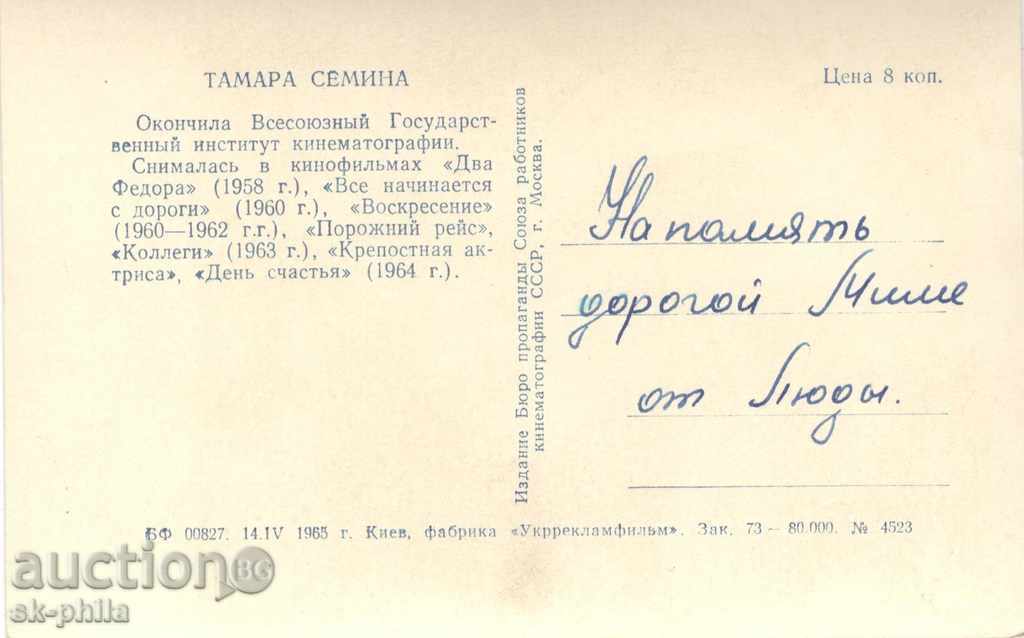 ТАМАРА СЕМИНА
Окончила Всесоюзный Государст-
венный институт кинематографии.
Снималась в кинофильмах «Два
Федора» (1958 г.), «Все начинается
с дороги» (1960 г.), «Воскресение»
(1960—1962 г.г.), «Порожний рейс»,
«Коллеги» (1963 г.), «Крепостная ак-
триса», «День счастья» (1964 г.).
Издание Бюро пропаганды Союза работников
кинематографии СССР, г. Москва.
Цена 8 коп.
На память
дорогой Миме
от Люды.
БФ 00827. 14.IV 1965 г. Киев, фабрика «Укррекламфильм». Зак. 73 — 80.000. № 4523
auction BG
sk-phila